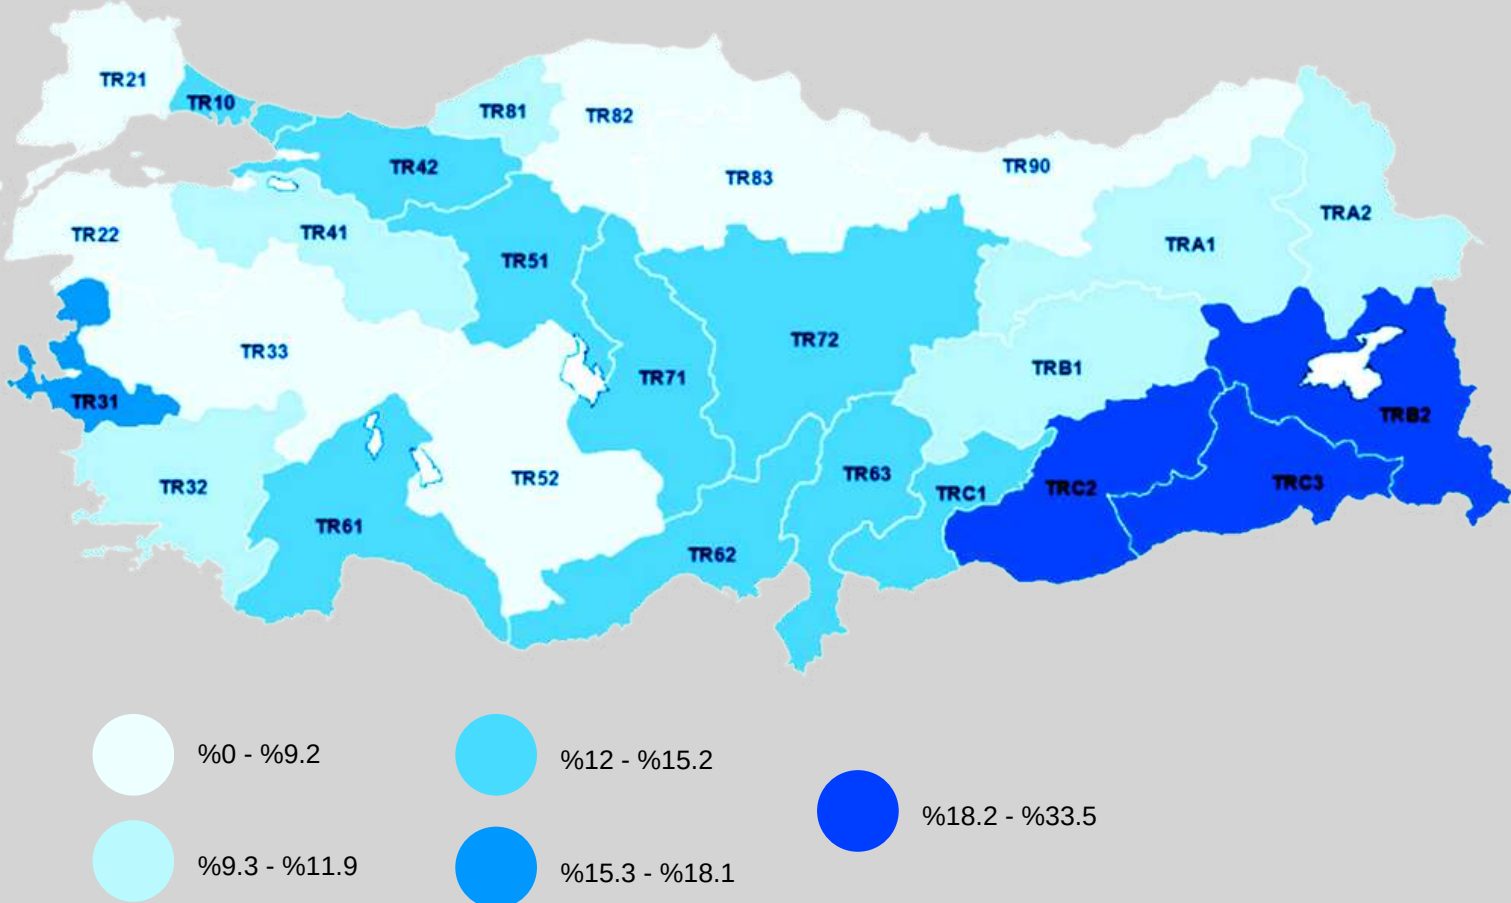 TR21
TR10
TR81
TR82
TR42
TR83
TR90
TR22
TR41
TR51
TRA1
TRA2
TR33
TR71
TR72
TRB1
TR31
TRB2
TR32
TR61
TR52
TR62
TR63
TRC1
TRC2
TRC3
%0 - %9.2
%12 - %15.2
%18.2 - %33.5
%9.3 - %11.9
%15.3 - %18.1